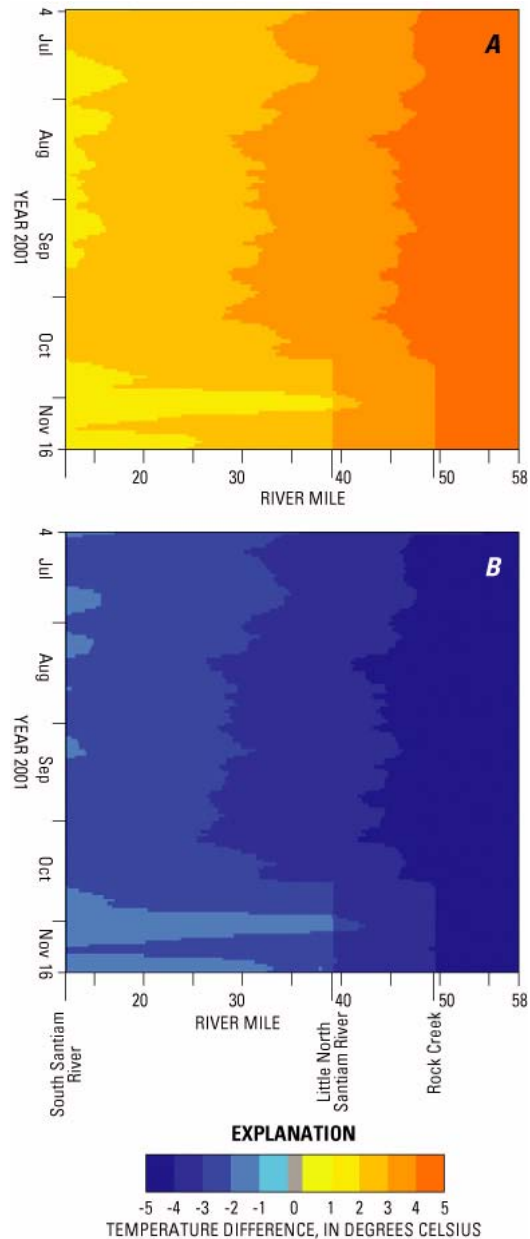 A
4
Jul
Aug
Sep
Oct
Nov 16
YEAR 2001
20
30
40
50
58
RIVER MILE
B
4
Jul
Aug
Sep
Oct
Nov 16
YEAR 2001
20
30
40
50
58
RIVER MILE
South Santiam
River
Little North
Santiam River
Rock Creek
EXPLANATION
-5 -4 -3 -2 -1 0 1 2 3 4 5
TEMPERATURE DIFFERENCE, IN DEGREES CELSIUS